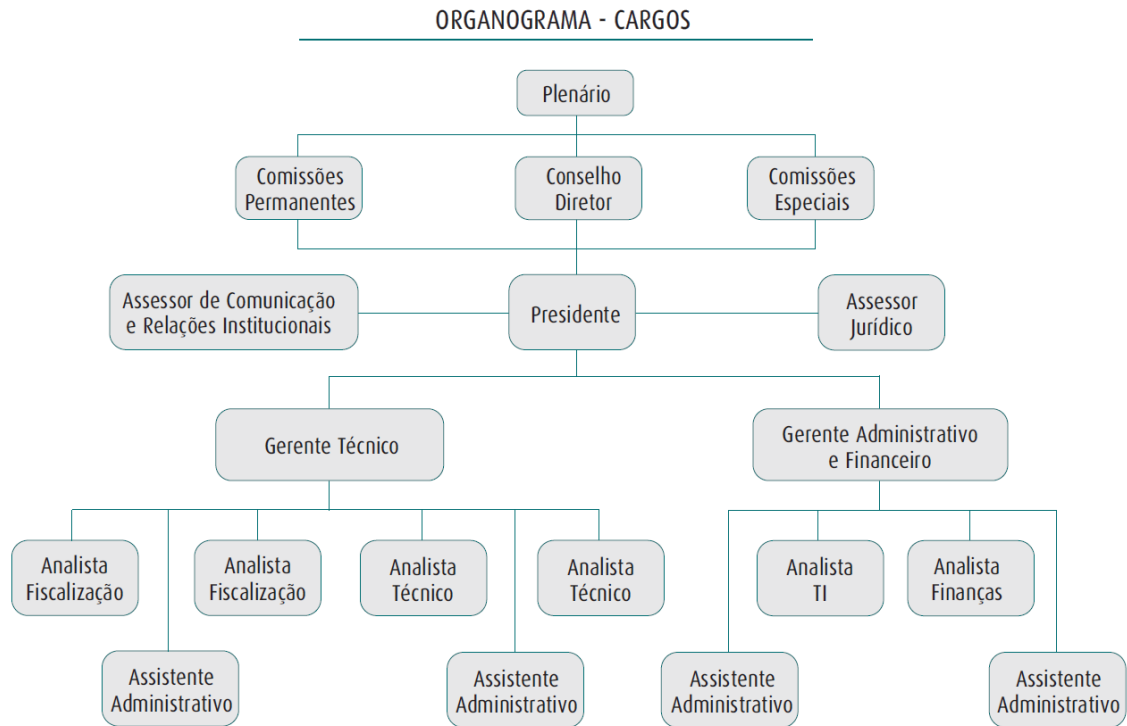 ORGANOGRAMA - CARGOS
Plenário
Comissões
Permanentes
Conselho
Diretor
Comissões
Especiais
Assessor de Comunicação
e Relações Institucionais
Presidente
Assessor
Jurídico
Gerente Técnico
Gerente Administrativo
e Financeiro
Analista
Fiscalização
Analista
Fiscalização
Analista
Técnico
Analista
Técnico
Analista
TI
Analista
Finanças
Assistente
Administrativo
Assistente
Administrativo
Assistente
Administrativo
Assistente
Administrativo